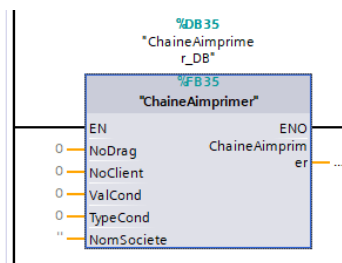 %DB35
"ChaineAimprime
r_DB"
%FB35
"ChaineAimprimer"
EN ENO
0 NoDrag ChaineAimprim
er ...
0 NoClient
0 ValCond
0 TypeCond
'' NomSociete